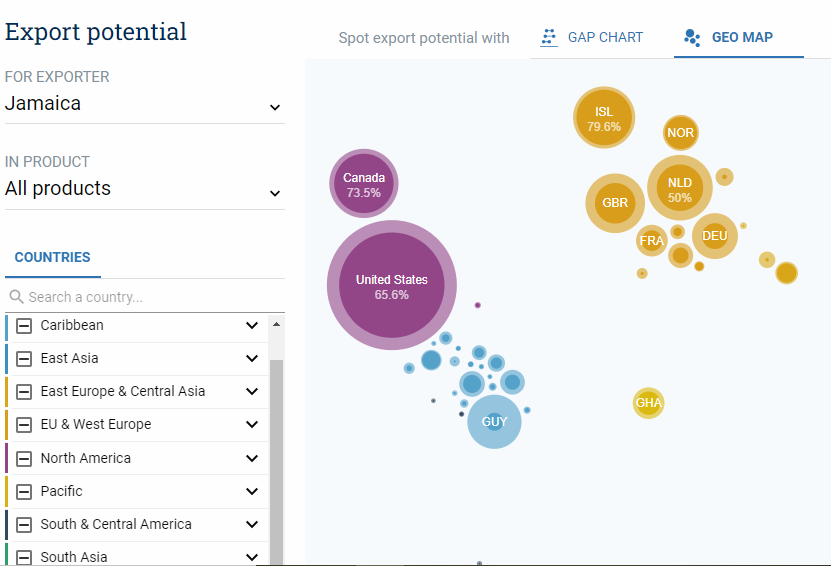 Export potential
Spot export potential with
GAP CHART
GEO MAP
FOR EXPORTER
Jamaica
IN PRODUCT
All products
COUNTRIES
Search a country...
Caribbean
East Asia
East Europe & Central Asia
EU & West Europe
North America
Pacific
South & Central America
South Asia
ISL
79.6%
NOR
Canada
73.5%
NLD
50%
GBR
FRA
DEU
United States
65.6%
GHA
GUY